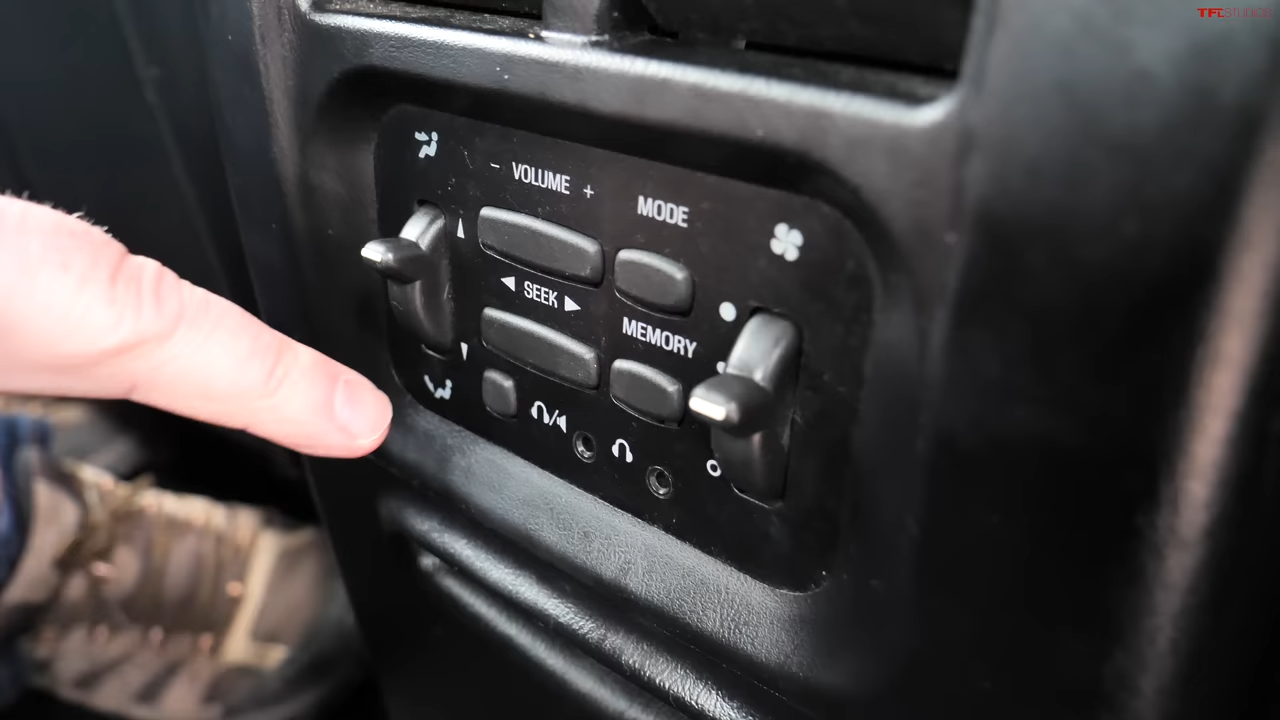 TFLSTUDIOS
- VOLUME +
MODE
◀ SEEK ▶
MEMORY